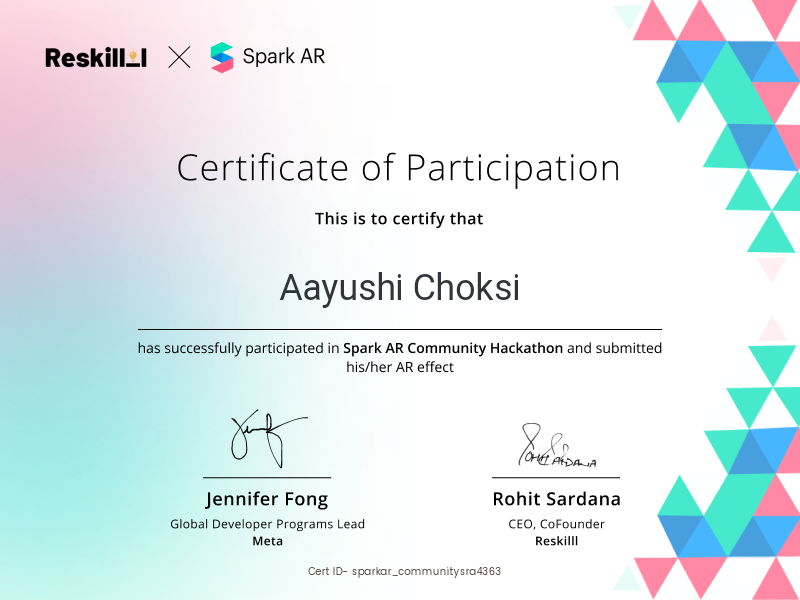 Reskilll
Spark AR
Certificate of Participation
This is to certify that
Aayushi Choksi
has successfully participated in Spark AR Community Hackathon and submitted
his/her AR effect
Jennifer Fong
Global Developer Programs Lead
Meta
Rohit Sardana
Rohit Sardana
CEO, CoFounder
Reskilll
Cert ID- sparkar_communitysra4363